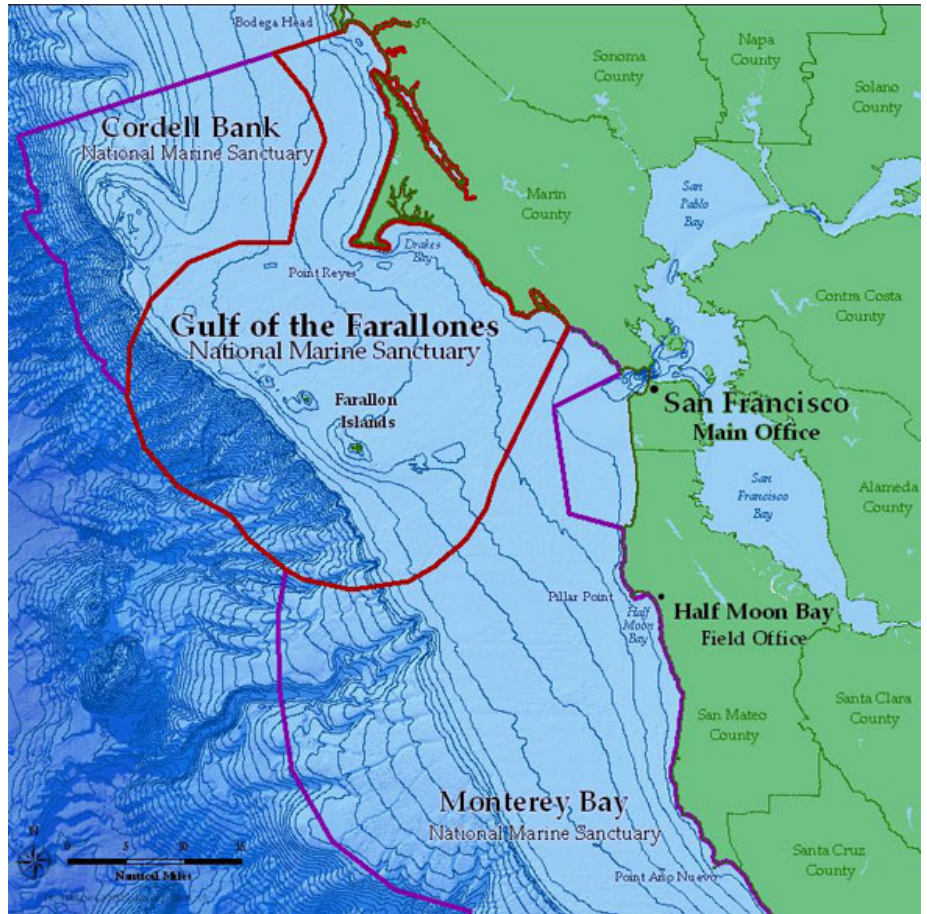 Bodega Head
Sonoma
County
Napa
County
Solano
County
Cordell Bank
National Marine Sanctuary
San
Pablo
Bay
Marin
County
Drakes
Bay
Point Reyes
Contra Costa
County
Gulf of the Farallones
National Marine Sanctuary
Farallon
Islands
San Francisco
Main Office
San
Francisco
Bay
Alameda
County
Pillar Point
Half
Moon
Bay
Half Moon Bay
Field Office
San Mateo
County
Santa Clara
County
Monterey Bay
National Marine Sanctuary
N
0 5 10 15
Nautical Miles
Santa Cruz
County
Point Año Nuevo